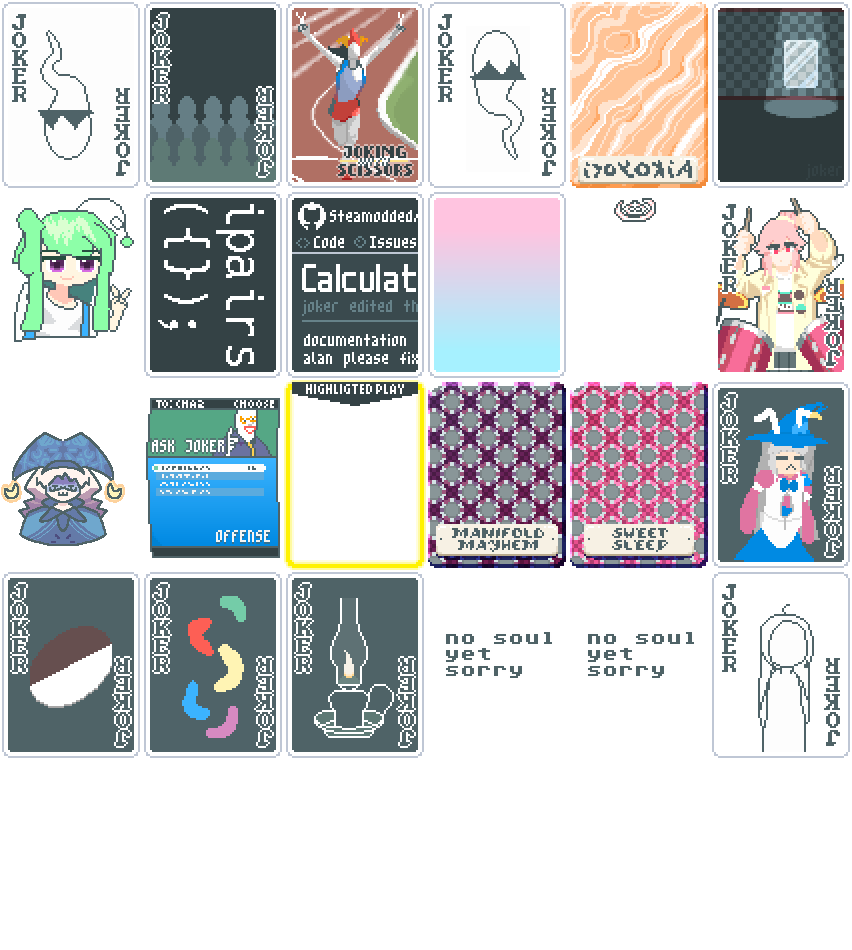 JOKER
JOKER
JOKER
JOKER
JOKING
SCISSORS
JOKER
JOKER
joker
ipairs
({});
Steamodded/
Code
Issues
Calculat
joker edited th
documentation
alan please fix
JOKER
JOKER
TO: CHAZ
CHOOSE
ASK JOKER
OFFENSE
HIGHLIGTED PLAY
MANIFOLD
MAYHEM
SWEET
SLEEP
JOKER
JOKER
JOKER
JOKER
JOKER
JOKER
JOKER
JOKER
no soul
yet
sorry
no soul
yet
sorry
JOKER
JOKER